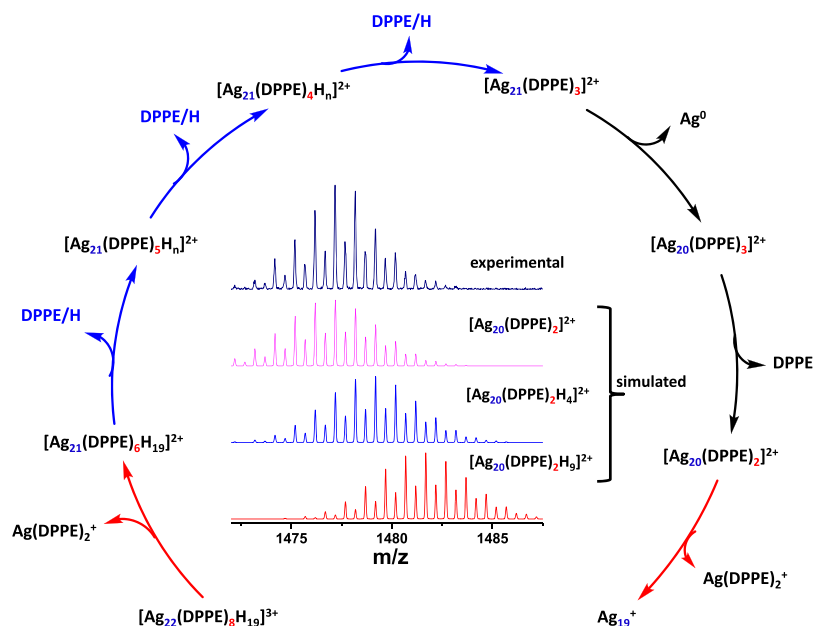 DPPE/H
[Ag₂₁(DPPE)₄Hₙ]²⁺
[Ag₂₁(DPPE)₃]²⁺
DPPE/H
Ag⁰
[Ag₂₁(DPPE)₅Hₙ]²⁺
[Ag₂₀(DPPE)₃]²⁺
experimental
DPPE/H
[Ag₂₀(DPPE)₂]²⁺
DPPE
simulated
[Ag₂₀(DPPE)₂H₄]²⁺
[Ag₂₁(DPPE)₆H₁₉]²⁺
[Ag₂₀(DPPE)₂H₉]²⁺
[Ag₂₀(DPPE)₂]²⁺
Ag(DPPE)₂⁺
1475 1480 1485
m/z
Ag(DPPE)₂⁺
[Ag₂₂(DPPE)₈H₁₉]³⁺
Ag₁₉⁺